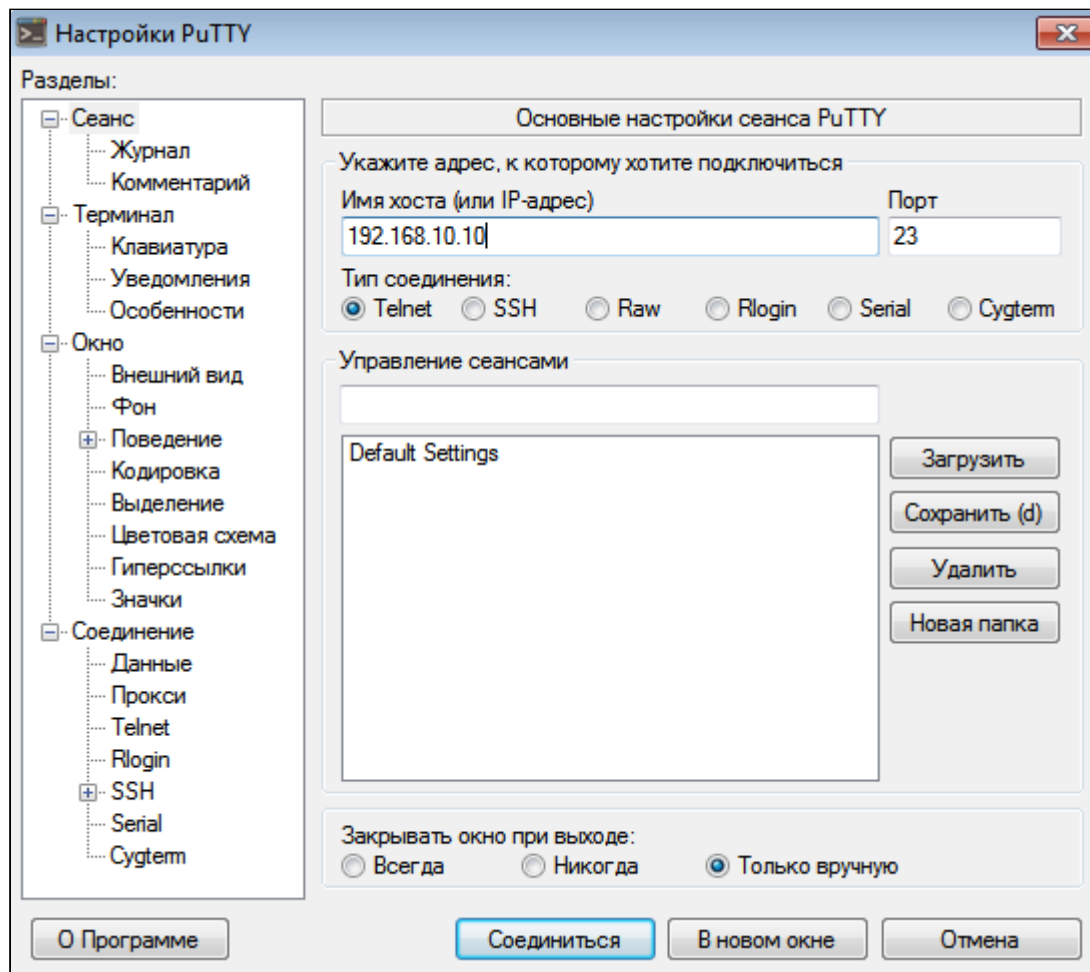 Настройки PuTTY
Разделы:
Сеанс
Журнал
Комментарий
Терминал
Клавиатура
Уведомления
Особенности
Окно
Внешний вид
Фон
Поведение
Кодировка
Выделение
Цветовая схема
Гиперссылки
Значки
Соединение
Данные
Прокси
Telnet
Rlogin
SSH
Serial
Cygterm
Основные настройки сеанса PuTTY
Укажите адрес, к которому хотите подключиться
Имя хоста (или IP-адрес) Порт
192.168.10.10 23
Тип соединения:
Telnet SSH Raw Rlogin Serial Cygterm
Управление сеансами
Default Settings
Загрузить
Сохранить (d)
Удалить
Новая папка
Закрывать окно при выходе:
Всегда Никогда Только вручную
О Программе Соединиться В новом окне Отмена